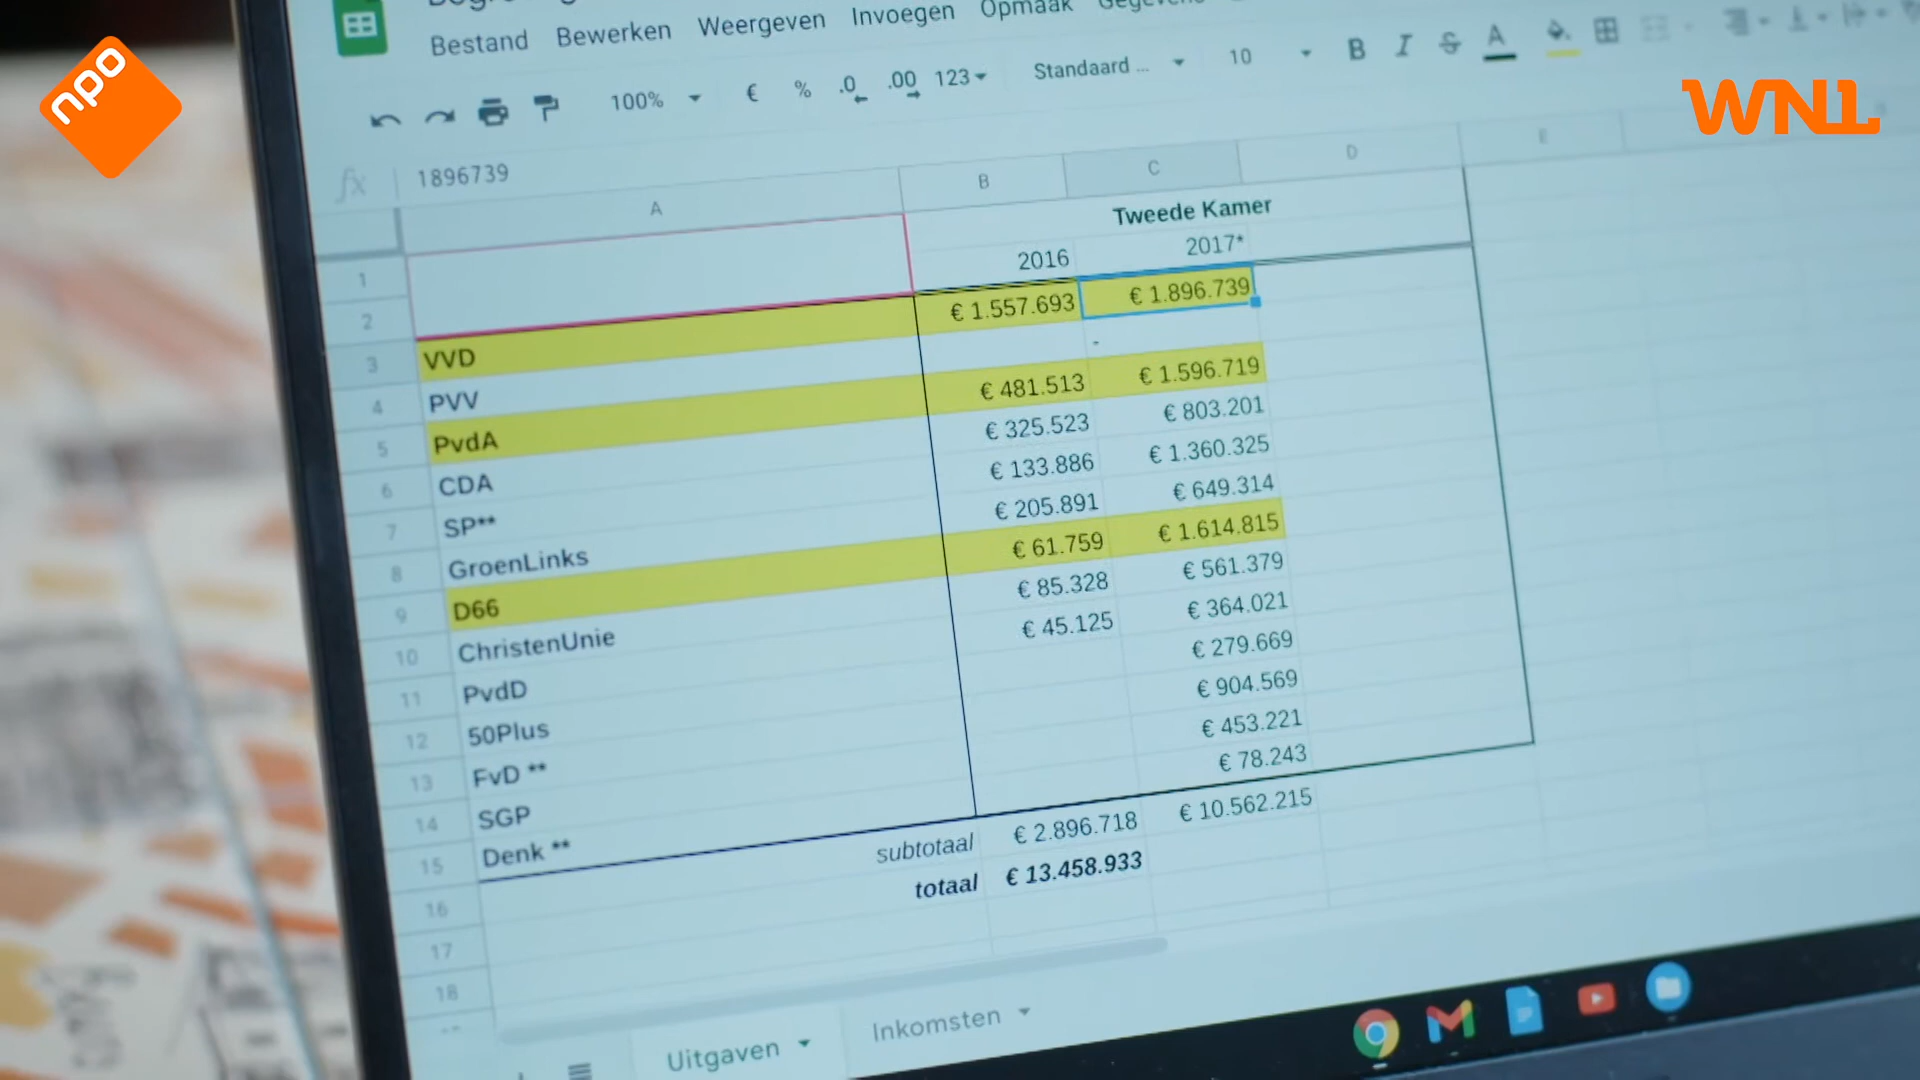 npo
WNL
Bestand Bewerken Weergeven Invoegen Opmaak
100% € % .0 .00 123 Standaard ... 10 B I S A
fx 1896739
A B C D E
Tweede Kamer
1 2016 2017*
2
3 VVD € 1.557.693 € 1.896.739
4 PVV -
5 PvdA € 481.513 € 1.596.719
6 CDA € 325.523 € 803.201
7 SP** € 133.886 € 1.360.325
8 GroenLinks € 205.891 € 649.314
9 D66 € 61.759 € 1.614.815
10 ChristenUnie € 85.328 € 561.379
11 PvdD € 45.125 € 364.021
12 50Plus € 279.669
13 FvD ** € 904.569
14 SGP € 453.221
15 Denk ** € 78.243
16 subtotaal € 2.896.718 € 10.562.215
17 totaal € 13.458.933
18
Uitgaven Inkomsten